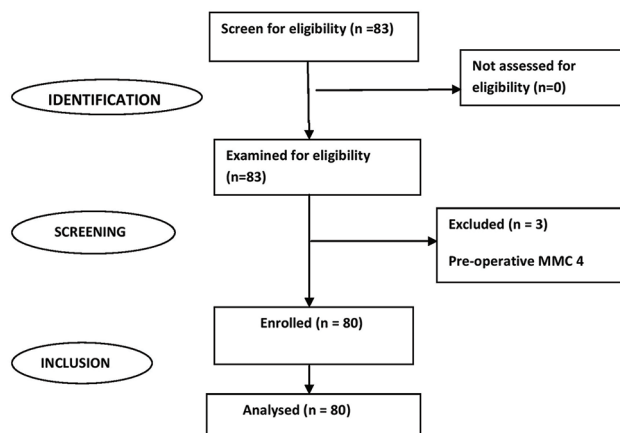 Screen for eligibility (n =83)
Not assessed for
eligibility (n=0)
IDENTIFICATION
Examined for eligibility
(n=83)
SCREENING
Excluded (n = 3)
Pre-operative MMC 4
Enrolled (n = 80)
INCLUSION
Analysed (n = 80)